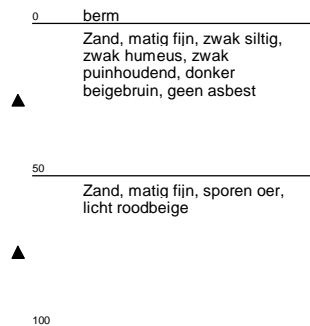 0 berm
Zand, matig fijn, zwak siltig,
zwak humeus, zwak
puinhoudend, donker
beigebruin, geen asbest
50
Zand, matig fijn, sporen oer,
licht roodbeige
100